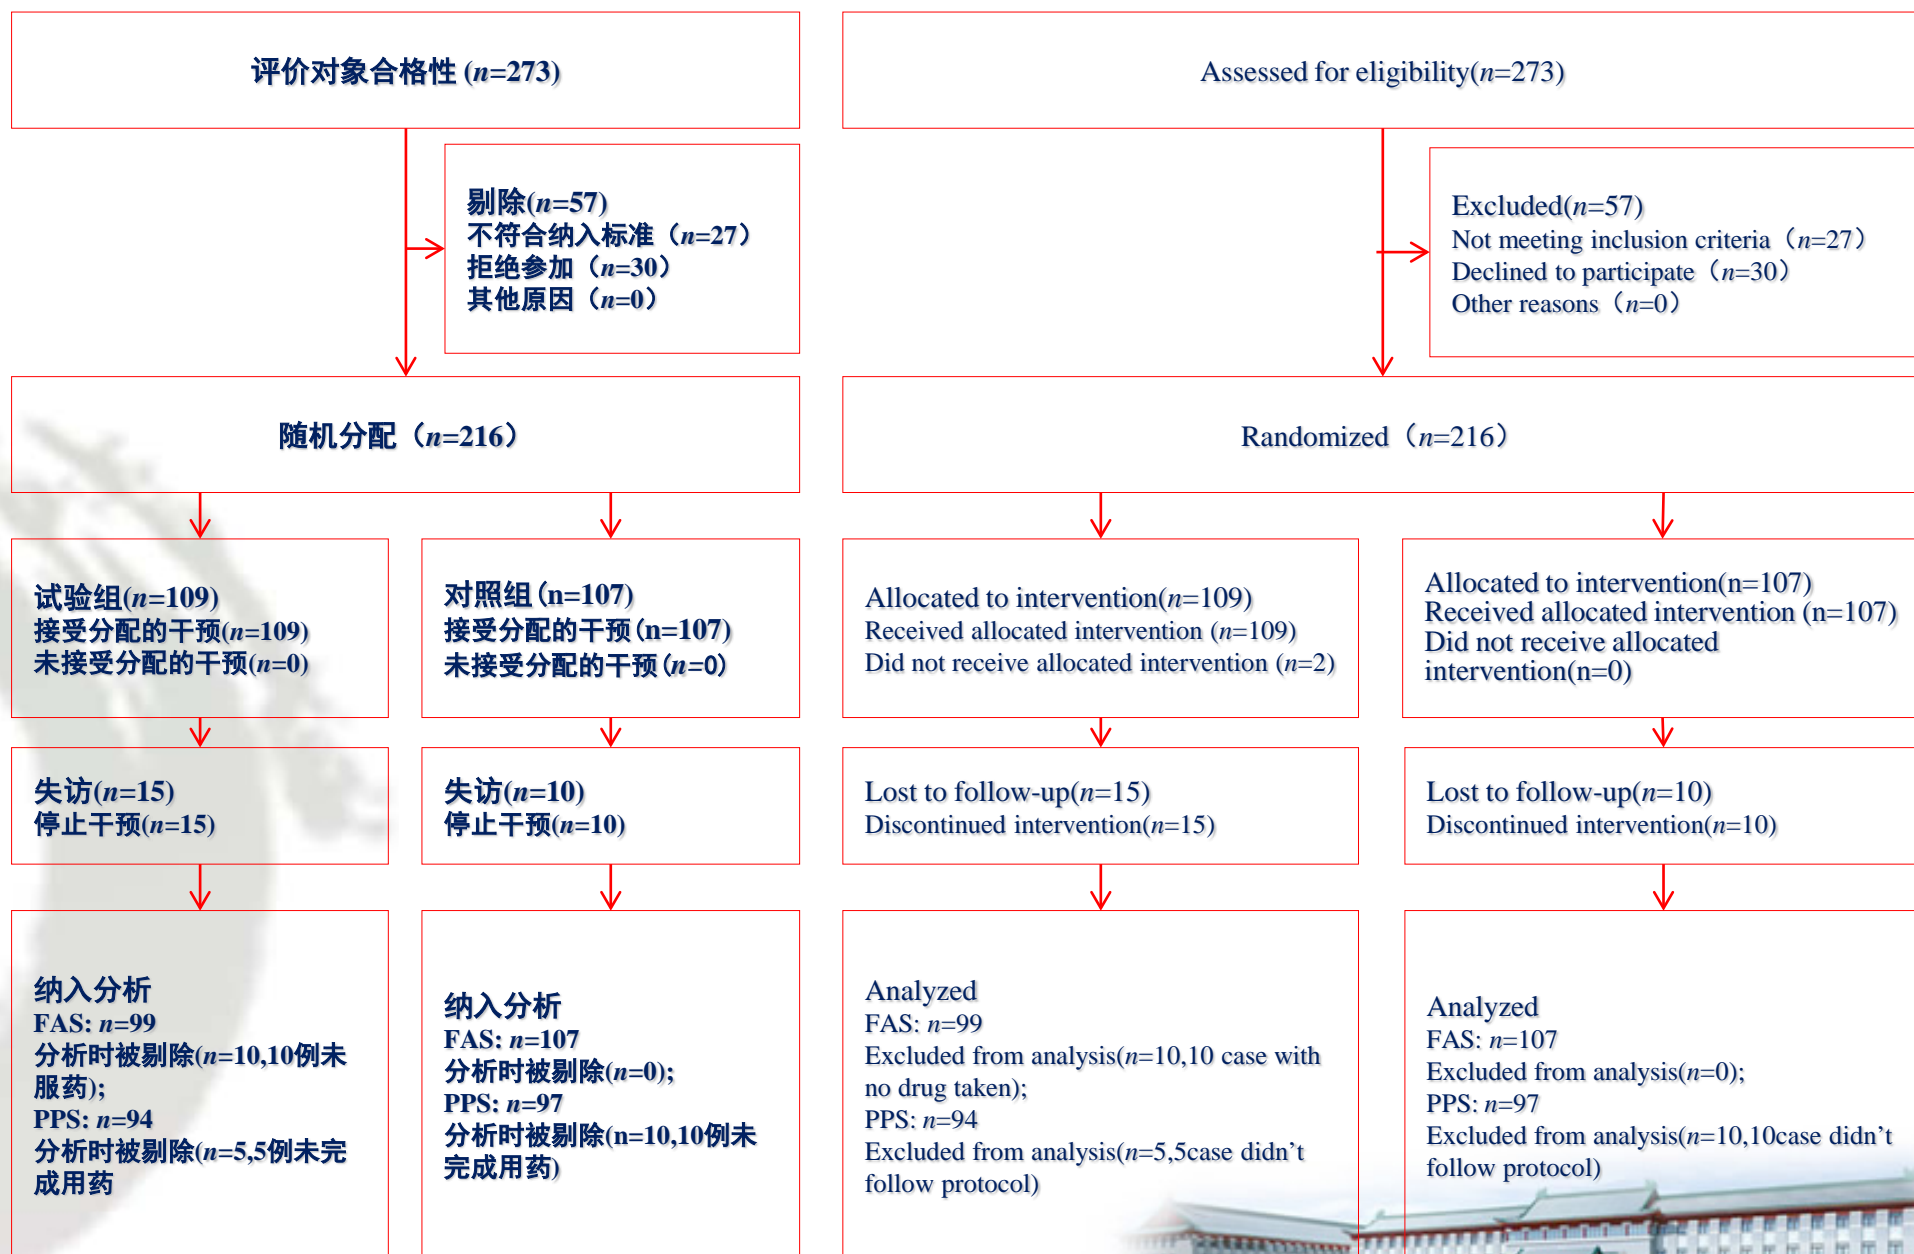 评价对象合格性 (n=273)
剔除(n=57)
不符合纳入标准（n=27）
拒绝参加（n=30）
其他原因（n=0）
随机分配（n=216）
试验组(n=109)
接受分配的干预(n=109)
未接受分配的干预(n=0)
对照组(n=107)
接受分配的干预(n=107)
未接受分配的干预(n=0)
失访(n=15)
停止干预(n=15)
失访(n=10)
停止干预(n=10)
纳入分析
FAS: n=99
分析时被剔除(n=10,10例未
服药);
PPS: n=94
分析时被剔除(n=5,5例未完
成用药
纳入分析
FAS: n=107
分析时被剔除(n=0);
PPS: n=97
分析时被剔除(n=10,10例未
完成用药)
Assessed for eligibility(n=273)
Excluded(n=57)
Not meeting inclusion criteria（n=27）
Declined to participate（n=30）
Other reasons（n=0）
Randomized（n=216）
Allocated to intervention(n=109)
Received allocated intervention (n=109)
Did not receive allocated intervention (n=2)
Allocated to intervention(n=107)
Received allocated intervention (n=107)
Did not receive allocated
intervention(n=0)
Lost to follow-up(n=15)
Discontinued intervention(n=15)
Lost to follow-up(n=10)
Discontinued intervention(n=10)
Analyzed
FAS: n=99
Excluded from analysis(n=10,10 case with
no drug taken);
PPS: n=94
Excluded from analysis(n=5,5case didn’t
follow protocol)
Analyzed
FAS: n=107
Excluded from analysis(n=0);
PPS: n=97
Excluded from analysis(n=10,10case didn’t
follow protocol)